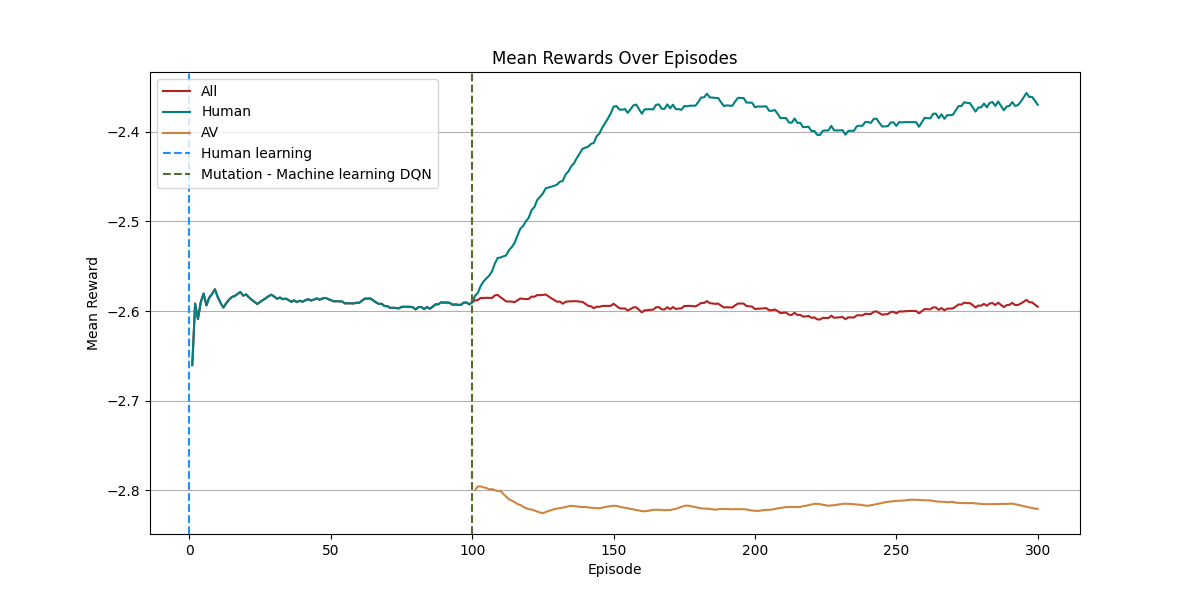 Mean Rewards Over Episodes
All
Human
AV
Human learning
Mutation - Machine learning DQN
Mean Reward
−2.4
−2.5
−2.6
−2.7
−2.8
0 50 100 150 200 250 300
Episode